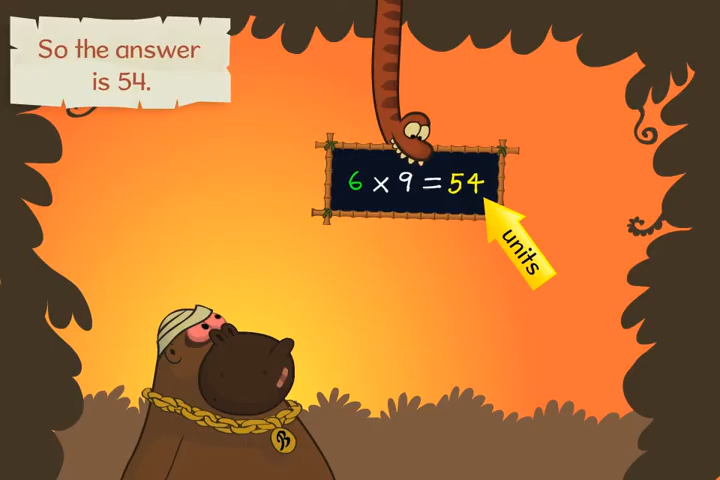 So the answer
is 54.
6 x 9 = 54
units
B